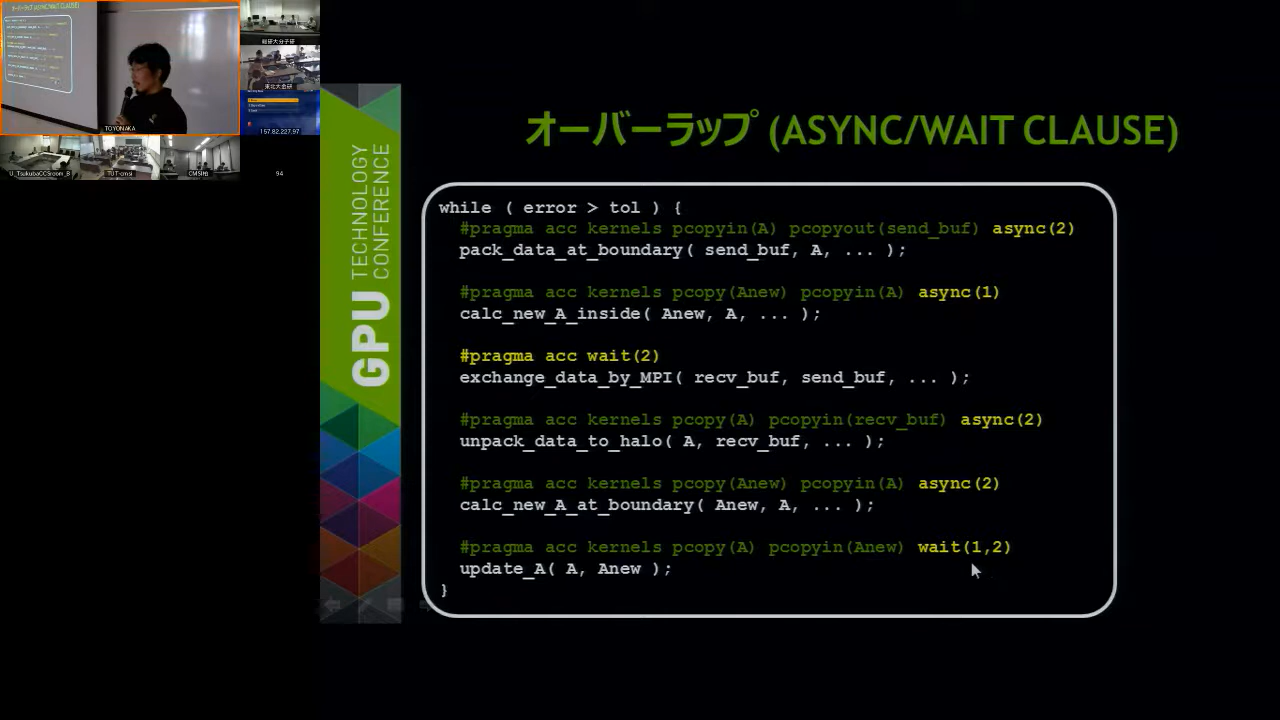 オーバーラップ (ASYNC/WAIT CLAUSE)
while ( error > tol ) {
#pragma acc kernels pcopyin(A) pcopyout(send_buf) async(2)
pack_data_at_boundary( send_buf, A, ... );
#pragma acc kernels pcopy(Anew) pcopyin(A) async(1)
calc_new_A_inside( Anew, A, ... );
#pragma acc wait(2)
exchange_data_by_MPI( recv_buf, send_buf, ... );
#pragma acc kernels pcopy(A) pcopyin(recv_buf) async(2)
unpack_data_to_halo( A, recv_buf, ... );
#pragma acc kernels pcopy(Anew) pcopyin(A) async(2)
calc_new_A_at_boundary( Anew, A, ... );
#pragma acc kernels pcopy(A) pcopyin(Anew) wait(1,2)
update_A( A, Anew );
}
GPU TECHNOLOGY
CONFERENCE
TOYONAKA
157.82.227.97
U_TsukubaCCSroom_B
TUT-cmsi
94